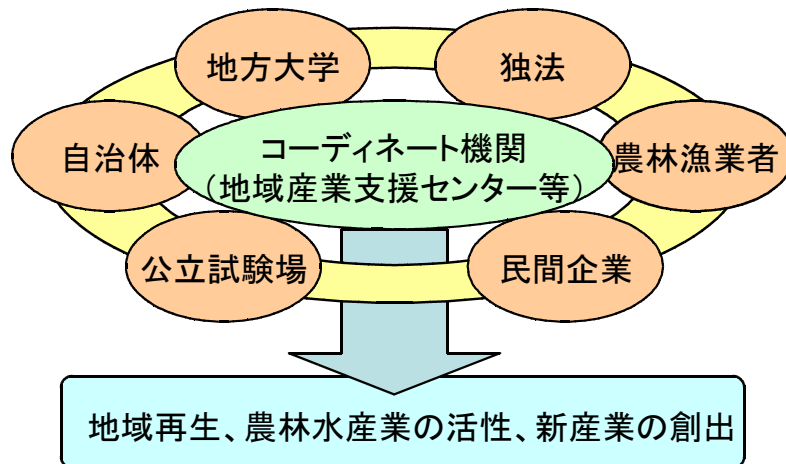 地方大学
独法
自治体
コーディネート機関
（地域産業支援センター等）
農林漁業者
公立試験場
民間企業
地域再生、農林水産業の活性、新産業の創出